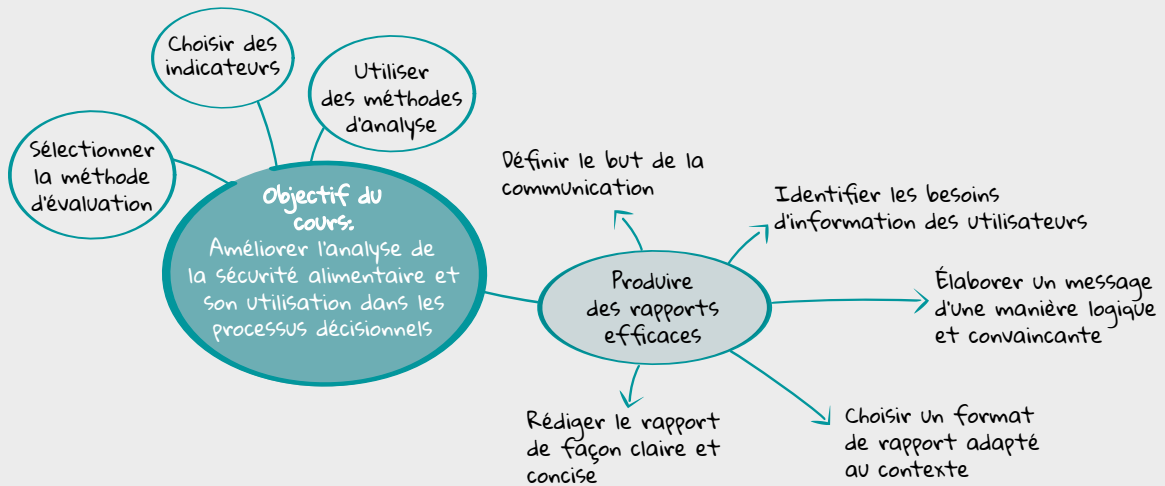 Choisir des
indicateurs
Utiliser
des méthodes
d'analyse
Sélectionner
la méthode
d'évaluation
Objectif du
cours:
Améliorer l'analyse de
la sécurité alimentaire et
son utilisation dans les
processus décisionnels
Définir le but de la
communication
Identifier les besoins
d'information des utilisateurs
Produire
des rapports
efficaces
Élaborer un message
d'une manière logique
et convaincante
Rédiger le rapport
de façon claire et
concise
Choisir un format
de rapport adapté
au contexte